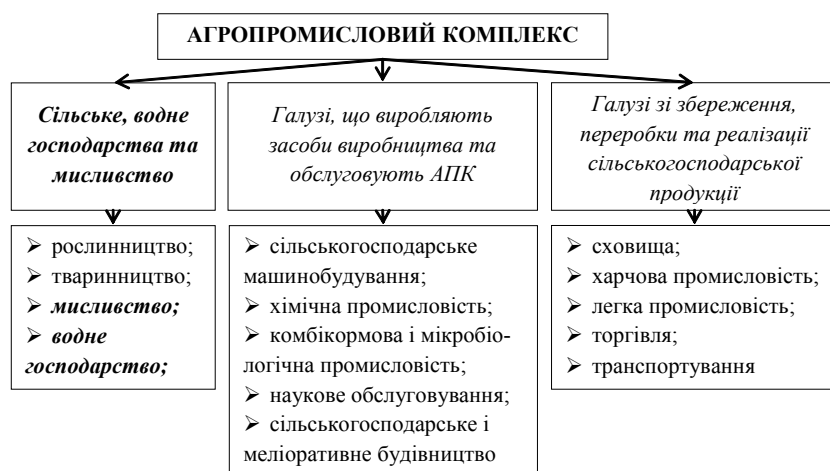 АГРОПРОМИСЛОВИЙ КОМПЛЕКС
Сільське, водне
господарства та
мисливство
Галузі, що виробляють
засоби виробництва та
обслуговують АПК
Галузі зі збереження,
переробки та реалізації
сільськогосподарської
продукції
➢ рослинництво;
➢ тваринництво;
➢ мисливство;
➢ водне
господарство;
➢ сільськогосподарське
машинобудування;
➢ хімічна промисловість;
➢ комбікормова і мікробіо-
логічна промисловість;
➢ наукове обслуговування;
➢ сільськогосподарське і
меліоративне будівництво
➢ сховища;
➢ харчова промисловість;
➢ легка промисловість;
➢ торгівля;
➢ транспортування